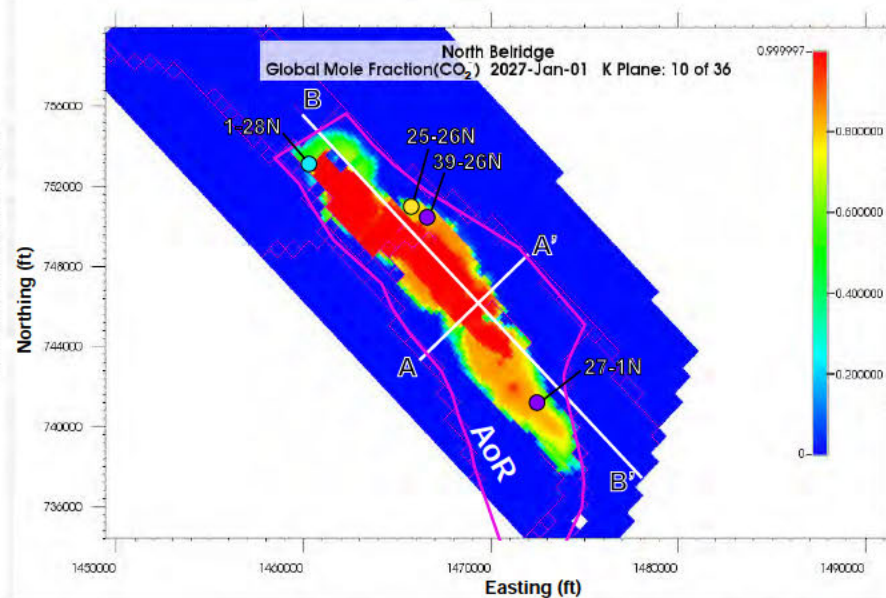 North Belridge
Global Mole Fraction(CO2) 2027-Jan-01 K Plane: 10 of 36
0.999997
0.800000
0.600000
0.400000
0.200000
0
B
1-28N
25-26N
39-26N
A'
A
27-1N
AoR
B'
756000
752000
748000
744000
740000
736000
Northing (ft)
1450000 1460000 1470000 1480000 1490000
Easting (ft)